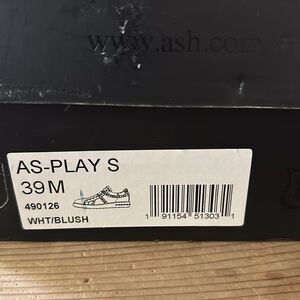 www.ash.com
AS-PLAY S
39 M
490126
WHT/BLUSH
1 91154 51303 1